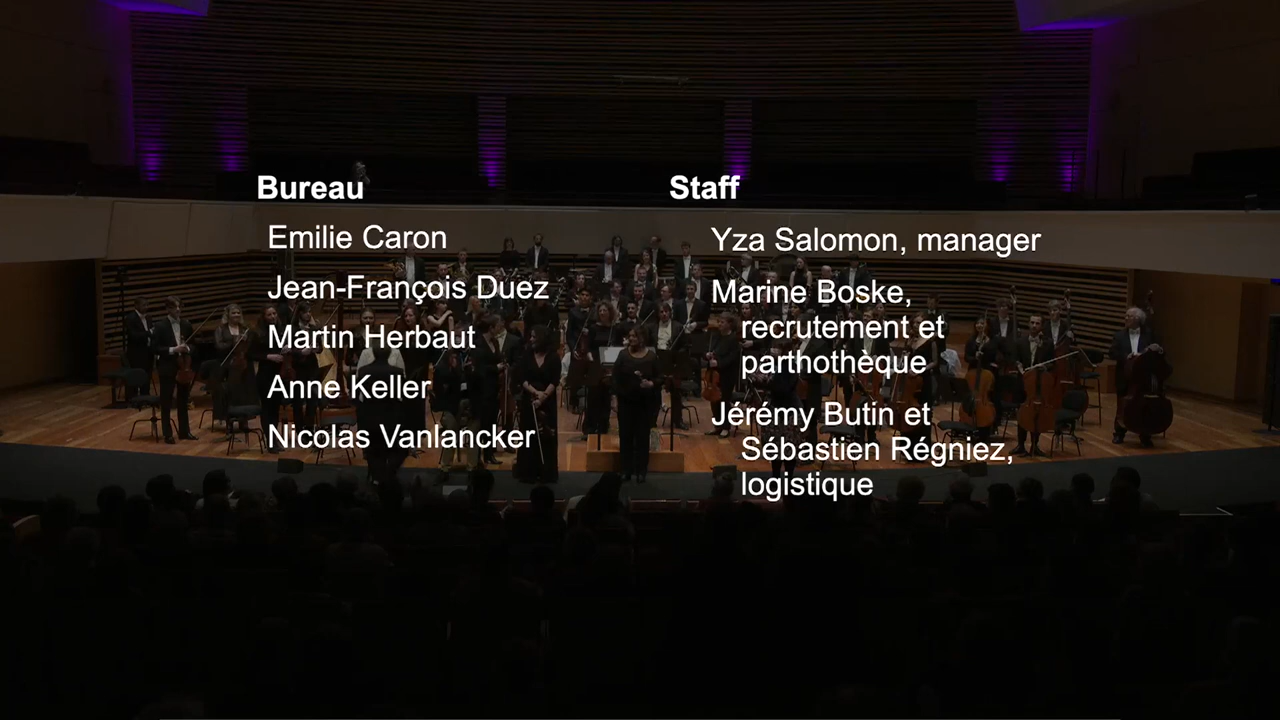 Bureau
Emilie Caron
Jean-François Duez
Martin Herbaut
Anne Keller
Nicolas Vanlancker
Staff
Yza Salomon, manager
Marine Boske,
recrutement et
parthothèque
Jérémy Butin et
Sébastien Régniez,
logistique